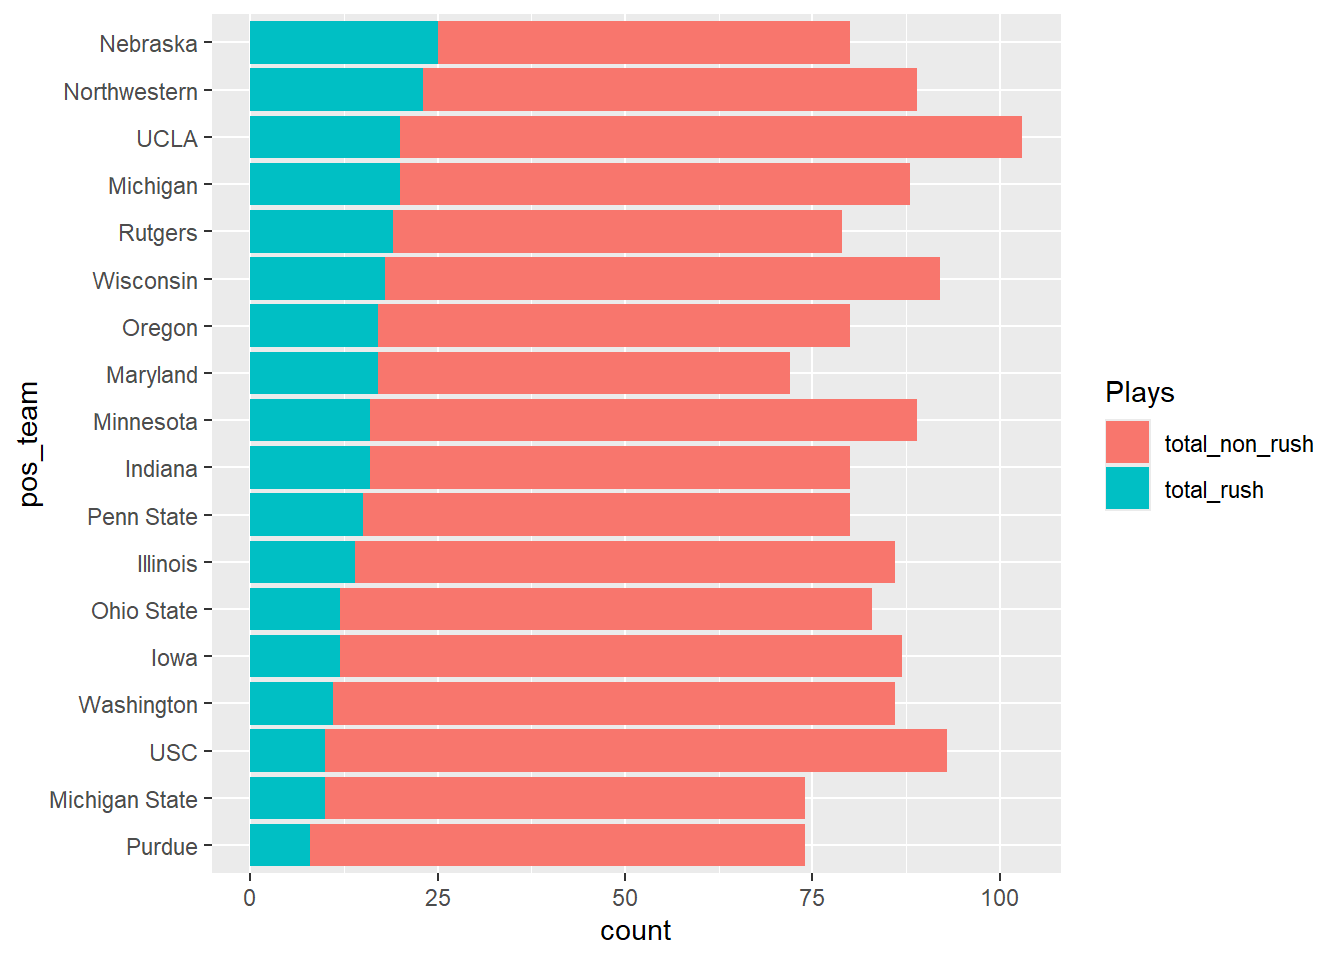 Nebraska
Northwestern
UCLA
Michigan
Rutgers
Wisconsin
Oregon
Maryland
Minnesota
Indiana
Penn State
Illinois
Ohio State
Iowa
Washington
USC
Michigan State
Purdue
pos_team
0 25 50 75 100
count
Plays
total_non_rush
total_rush